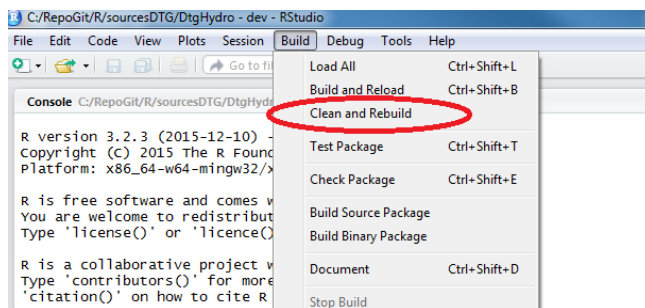 C:/RepoGit/R/sourcesDTG/DtgHydro - dev - RStudio
File Edit Code View Plots Session Build Debug Tools Help
Go to fil
Load All Ctrl+Shift+L
Build and Reload Ctrl+Shift+B
Console C:/RepoGit/R/sourcesDTG/DtgHydr
Clean and Rebuild
R version 3.2.3 (2015-12-10) -
Test Package Ctrl+Shift+T
Copyright (C) 2015 The R Found
Platform: x86_64-w64-mingw32/x
Check Package Ctrl+Shift+E
R is free software and comes w
Build Source Package
You are welcome to redistribut
Build Binary Package
Type 'license()' or 'licence()
R is a collaborative project w
Document Ctrl+Shift+D
Type 'contributors()' for more
'citation()' on how to cite R
Stop Build